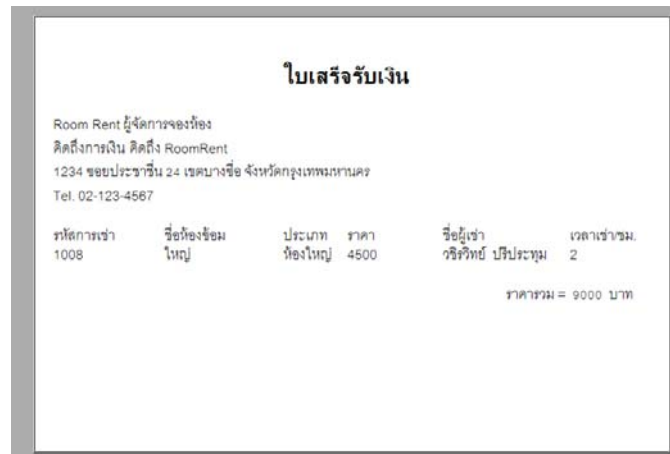 ใบเสร็จรับเงิน
Room Rent ผู้จัดการจองห้อง
คิดถึงการเงิน คิดถึง RoomRent
1234 ซอยประชาชื่น 24 เขตบางซื่อ จังหวัดกรุงเทพมหานคร
Tel. 02-123-4567
รหัสการเช่า ชื่อห้องซ้อม ประเภท ราคา ชื่อผู้เช่า เวลาเช่า/ชม.
1008 ใหญ่ ห้องใหญ่ 4500 วชิรวิทย์ ปรีประทุม 2
ราคารวม = 9000 บาท